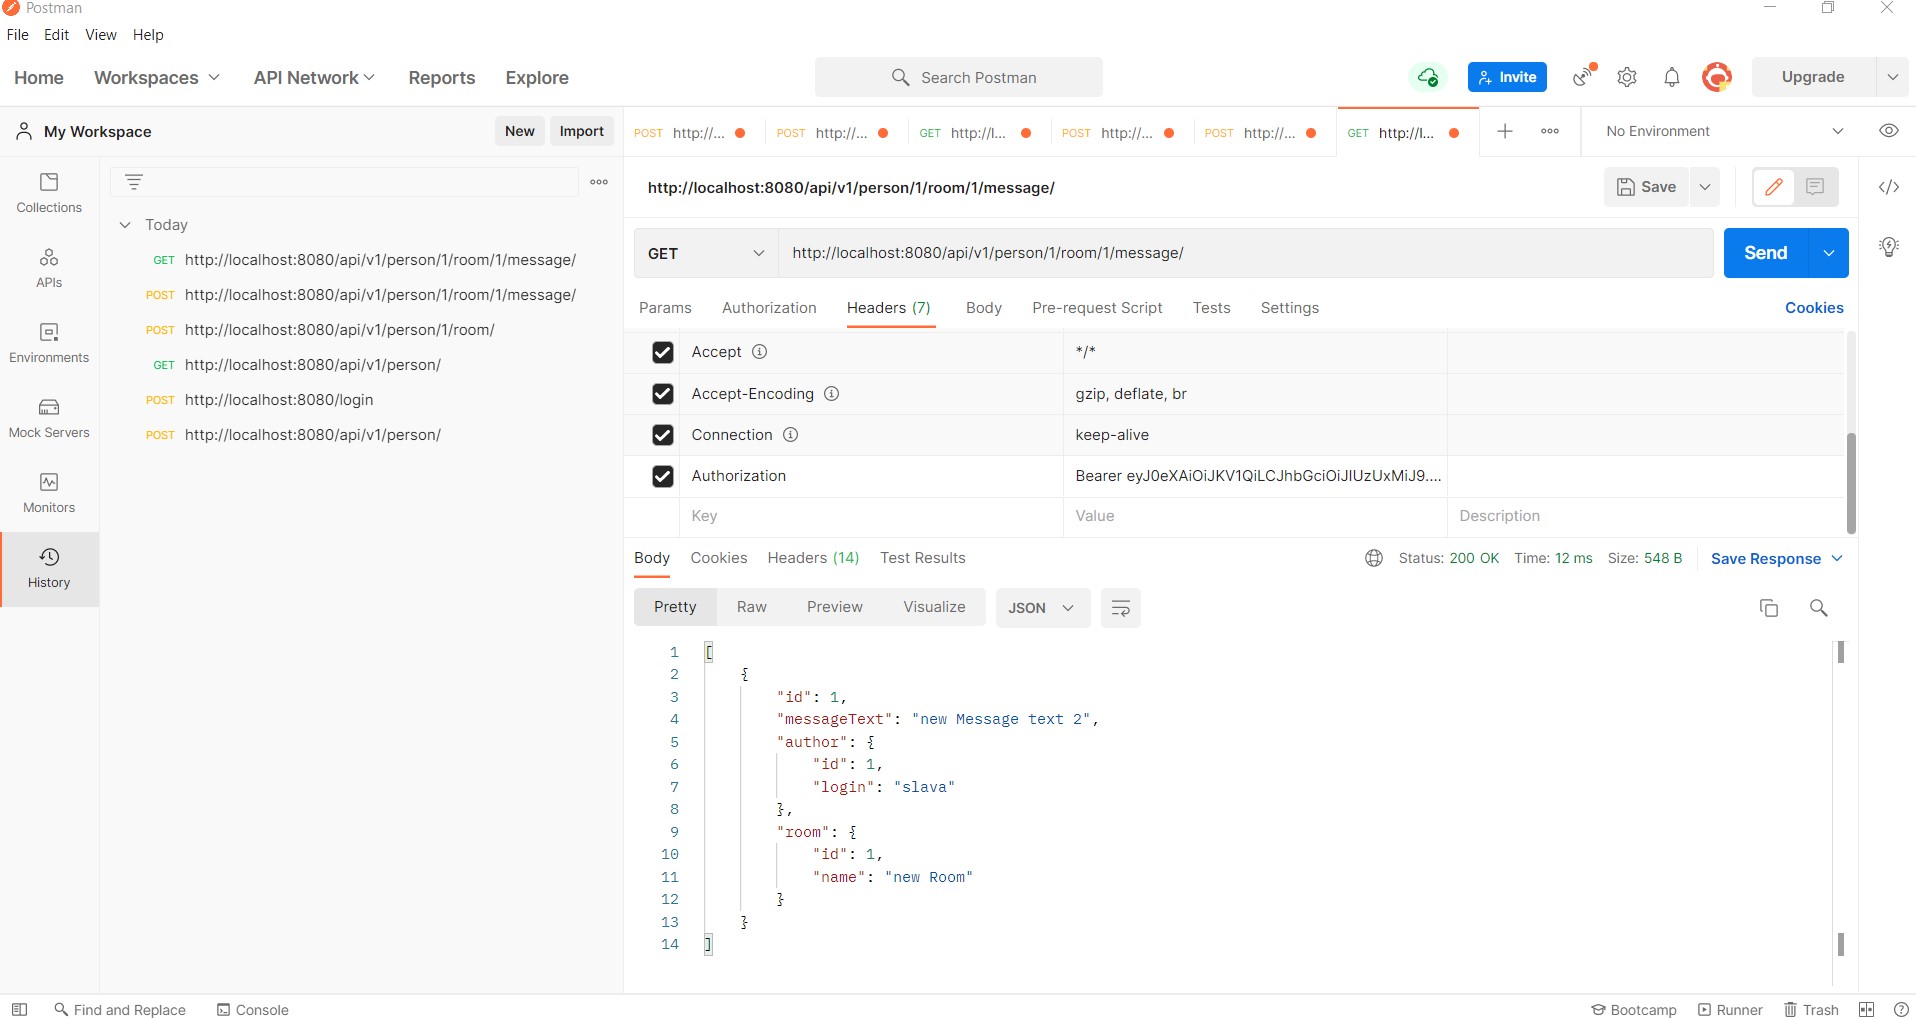 Postman
File Edit View Help
Home Workspaces API Network Reports Explore Search Postman Invite Upgrade
My Workspace New Import
POST http://... POST http://... GET http://l... POST http://... POST http://... GET http://l... No Environment
Collections
APIs
Environments
Mock Servers
Monitors
History
Today
GET http://localhost:8080/api/v1/person/1/room/1/message/
POST http://localhost:8080/api/v1/person/1/room/1/message/
POST http://localhost:8080/api/v1/person/1/room/
GET http://localhost:8080/api/v1/person/
POST http://localhost:8080/login
POST http://localhost:8080/api/v1/person/
http://localhost:8080/api/v1/person/1/room/1/message/ Save
GET http://localhost:8080/api/v1/person/1/room/1/message/ Send
Params Authorization Headers (7) Body Pre-request Script Tests Settings Cookies
Accept */*
Accept-Encoding gzip, deflate, br
Connection keep-alive
Authorization Bearer eyJ0eXAiOiJKV1QiLCJhbGciOiJIUzUxMiJ9....
Key Value Description
Body Cookies Headers (14) Test Results Status: 200 OK Time: 12 ms Size: 548 B Save Response
Pretty Raw Preview Visualize JSON
1 [
2 {
3 "id": 1,
4 "messageText": "new Message text 2",
5 "author": {
6 "id": 1,
7 "login": "slava"
8 },
9 "room": {
10 "id": 1,
11 "name": "new Room"
12 }
13 }
14 ]
Find and Replace Console Bootcamp Runner Trash